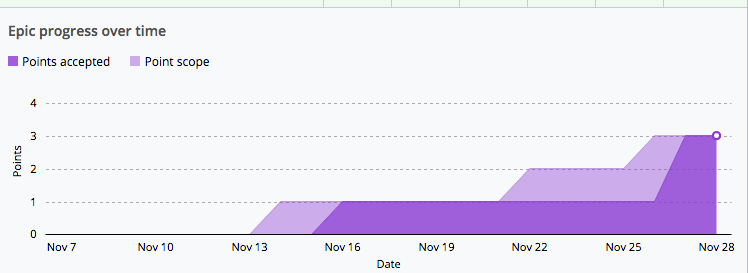 Epic progress over time
Points accepted Point scope
4
3
2
1
0
Points
Nov 7 Nov 10 Nov 13 Nov 16 Nov 19 Nov 22 Nov 25 Nov 28
Date